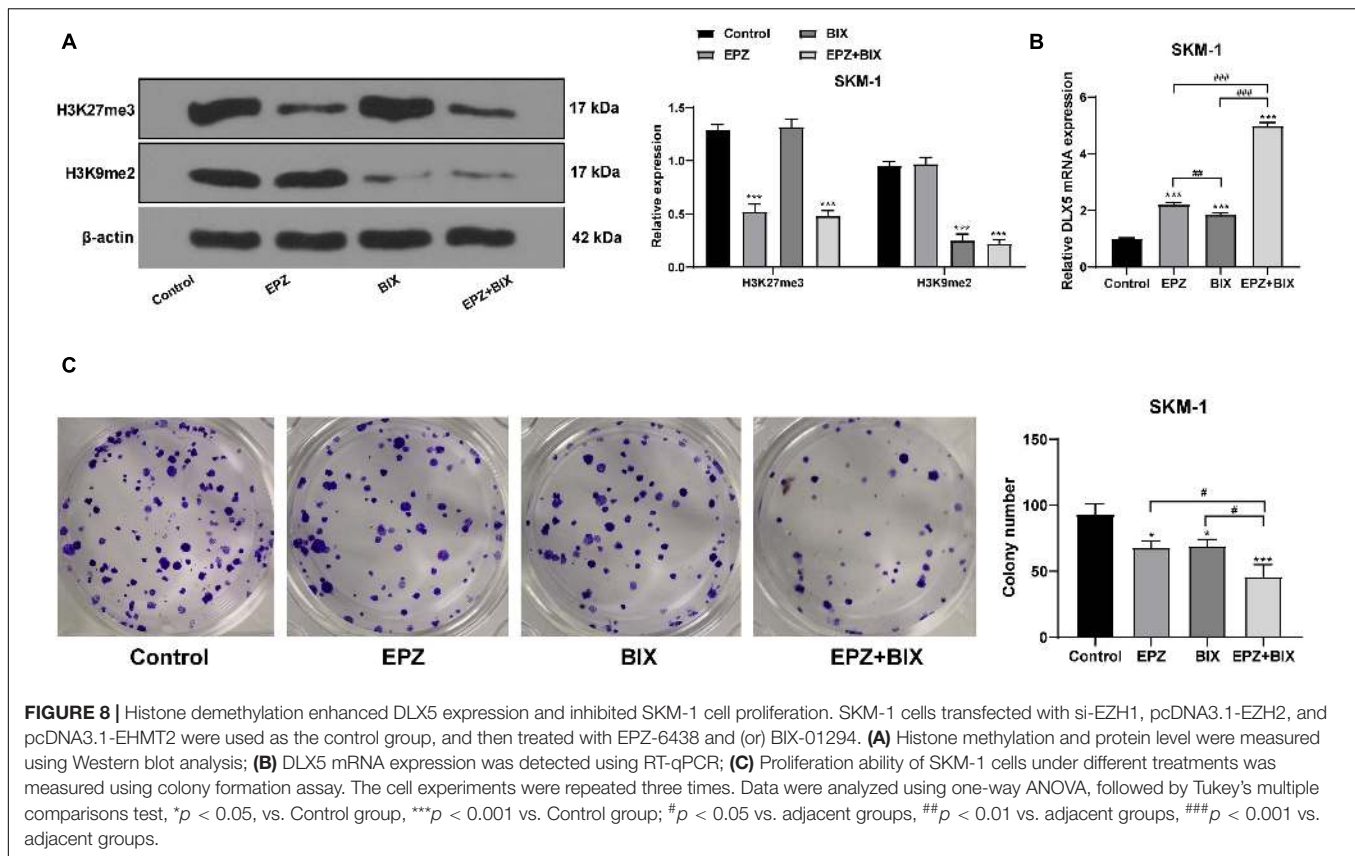 A
Control
BIX
EPZ
EPZ+BIX
H3K27me3
17 kDa
H3K9me2
17 kDa
β-actin
42 kDa
Control
EPZ
BIX
EPZ+BIX
SKM-1
Relative expression
1.5
1.0
0.5
0.0
***
***
***
***
H3K27me3
H3K9me2
B
SKM-1
Relative DLX5 mRNA expression
8
6
4
2
0
###
###
##
***
***
***
Control EPZ BIX EPZ+BIX
C
Control
EPZ
BIX
EPZ+BIX
SKM-1
Colony number
150
100
50
0
#
#
*
*
***
Control EPZ BIX EPZ+BIX
FIGURE 8 | Histone demethylation enhanced DLX5 expression and inhibited SKM-1 cell proliferation. SKM-1 cells transfected with si-EZH1, pcDNA3.1-EZH2, and
pcDNA3.1-EHMT2 were used as the control group, and then treated with EPZ-6438 and (or) BIX-01294. (A) Histone methylation and protein level were measured
using Western blot analysis; (B) DLX5 mRNA expression was detected using RT-qPCR; (C) Proliferation ability of SKM-1 cells under different treatments was
measured using colony formation assay. The cell experiments were repeated three times. Data were analyzed using one-way ANOVA, followed by Tukey's multiple
comparisons test, *p < 0.05, vs. Control group, ***p < 0.001 vs. Control group; #p < 0.05 vs. adjacent groups, ##p < 0.01 vs. adjacent groups, ###p < 0.001 vs.
adjacent groups.